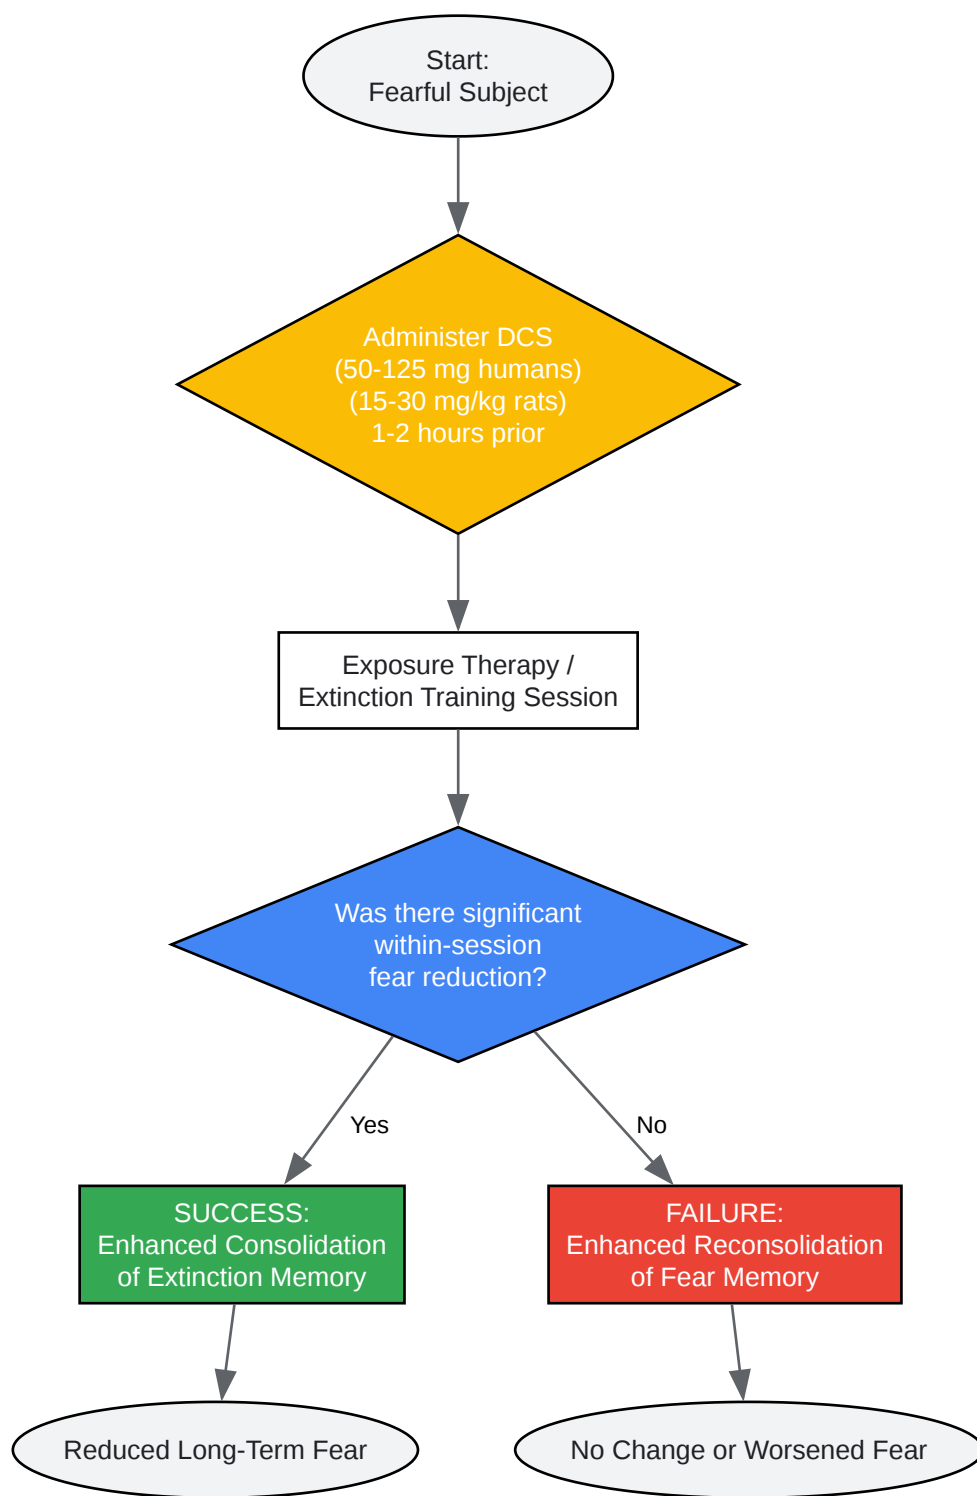 Start:
Fearful Subject
Administer DCS
(50-125 mg humans)
(15-30 mg/kg rats)
1-2 hours prior
Exposure Therapy /
Extinction Training Session
Was there significant
within-session
fear reduction?
Yes
No
SUCCESS:
Enhanced Consolidation
of Extinction Memory
FAILURE:
Enhanced Reconsolidation
of Fear Memory
Reduced Long-Term Fear
No Change or Worsened Fear